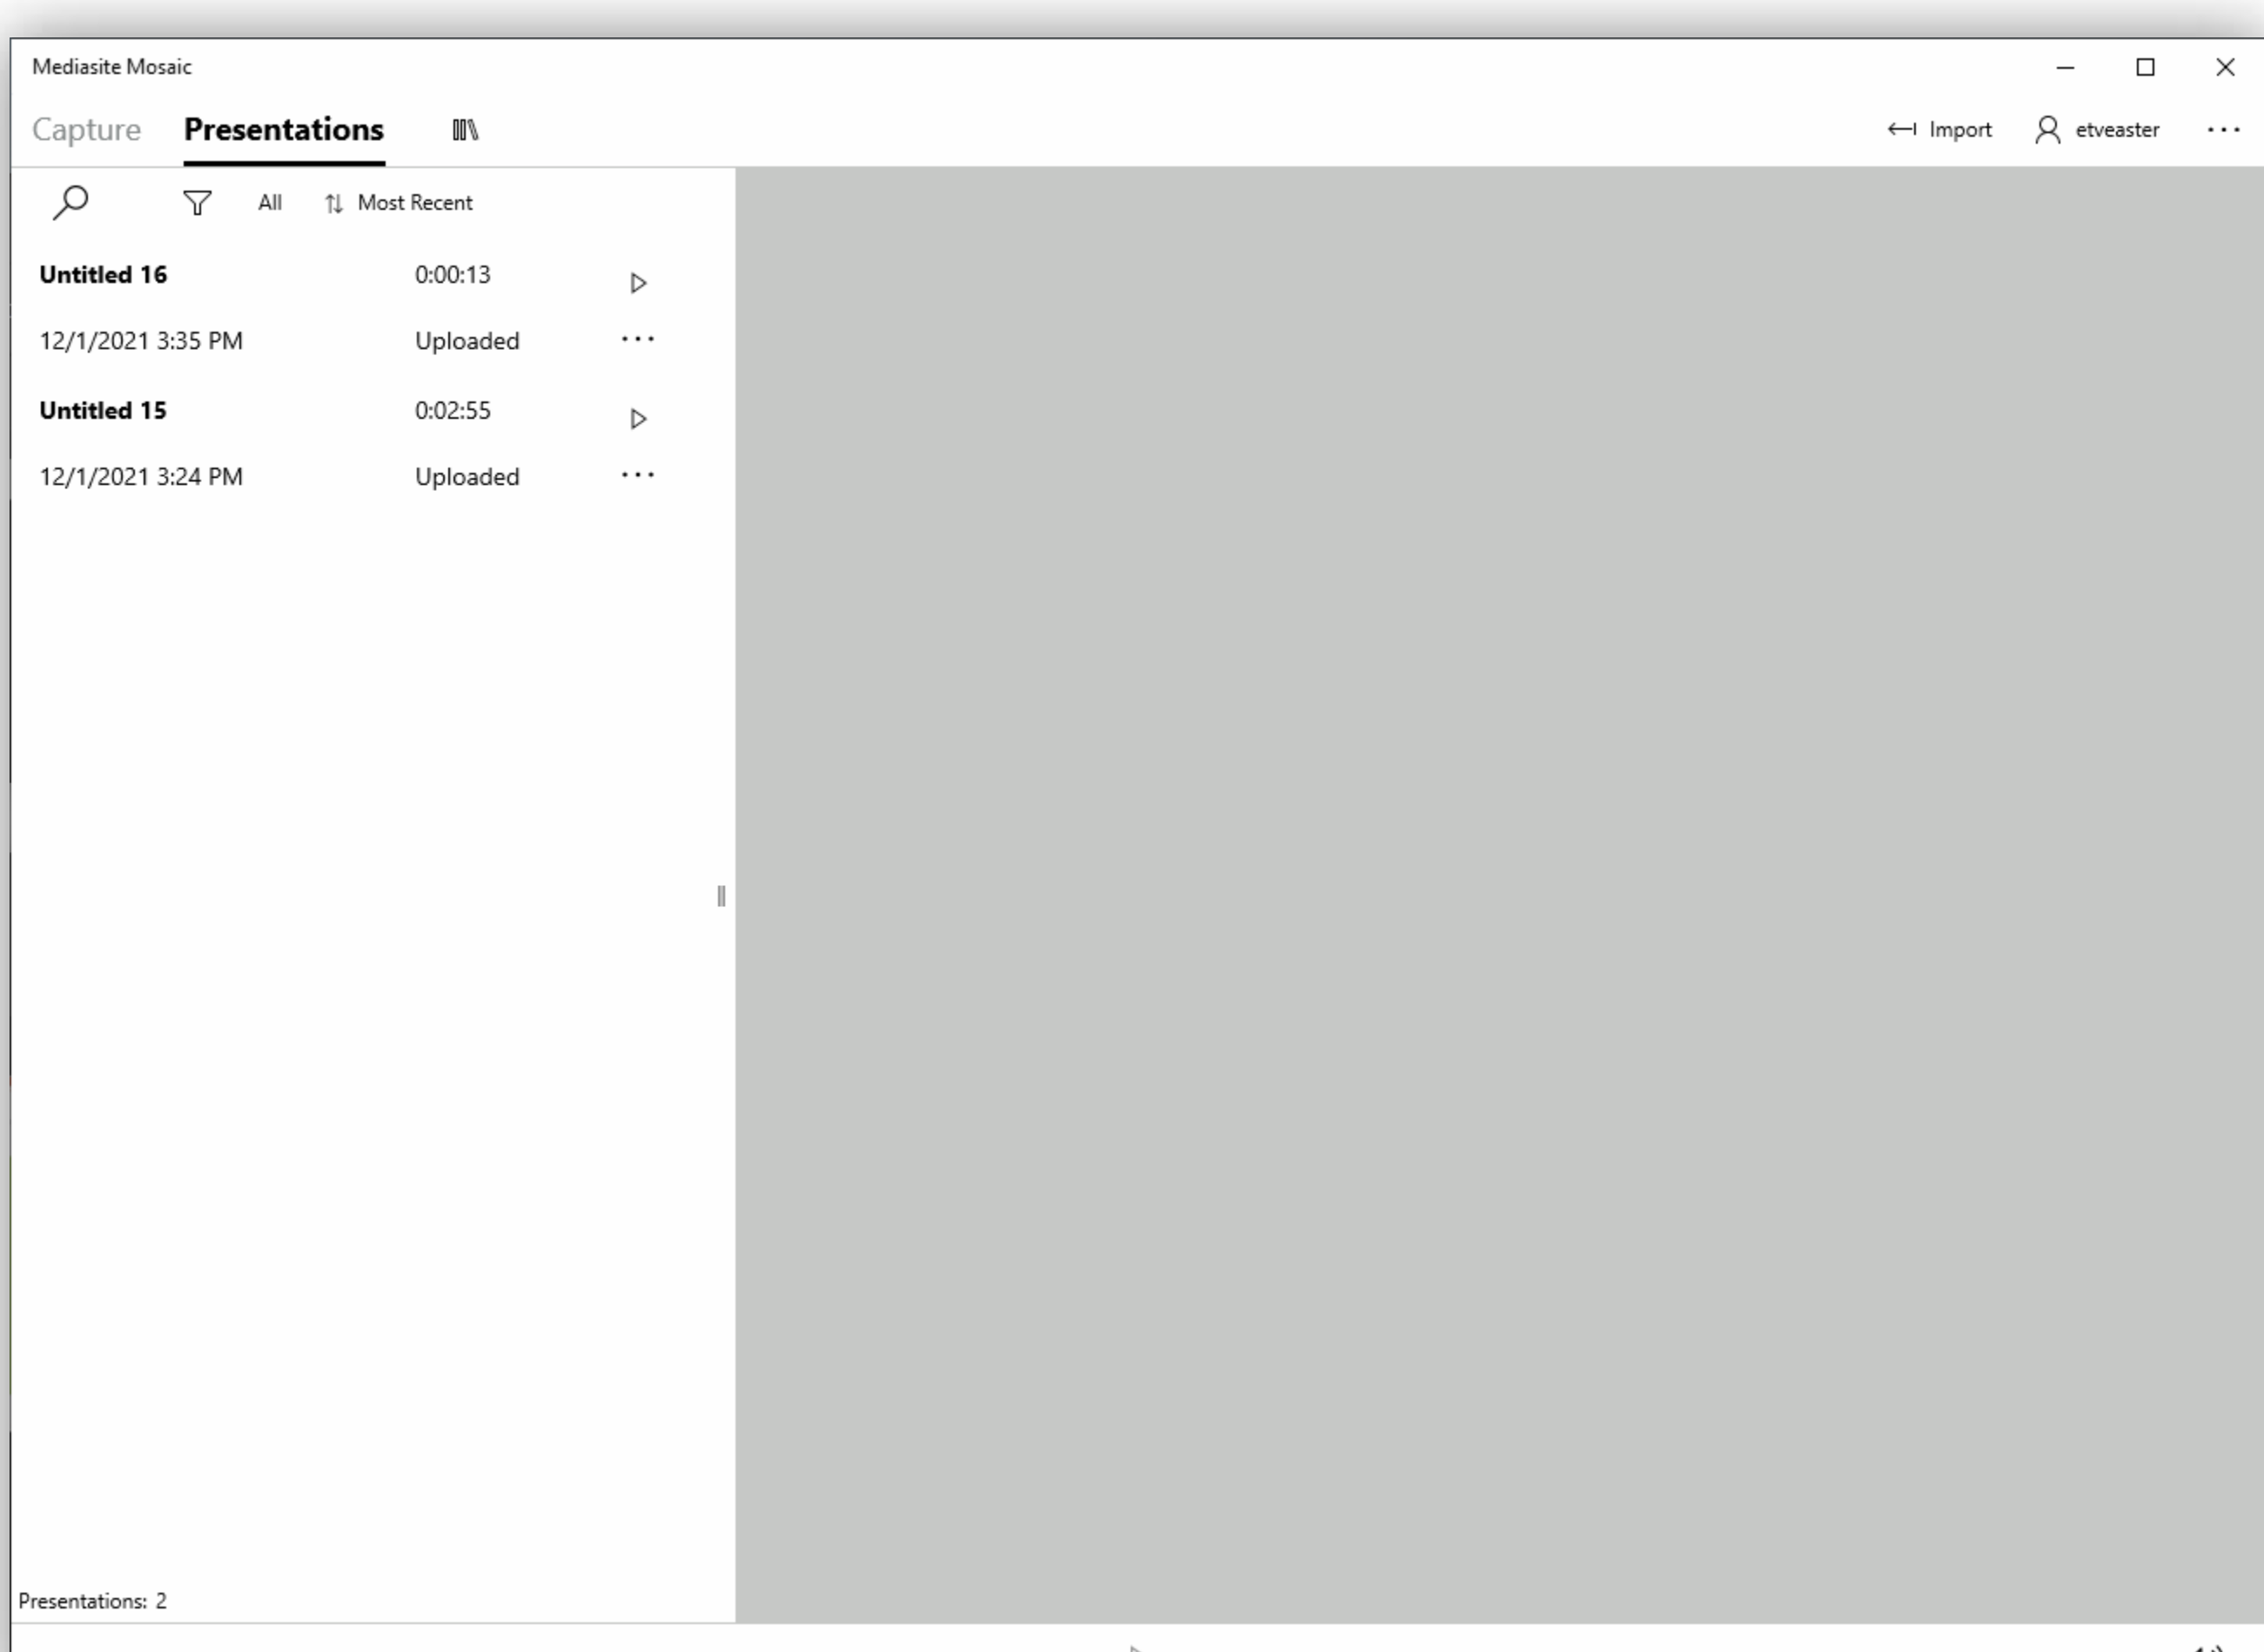 Mediasite Mosaic
Capture Presentations Import etveaster ...
All Most Recent
Untitled 16 0:00:13
12/1/2021 3:35 PM Uploaded ...
Untitled 15 0:02:55
12/1/2021 3:24 PM Uploaded ...
Presentations: 2